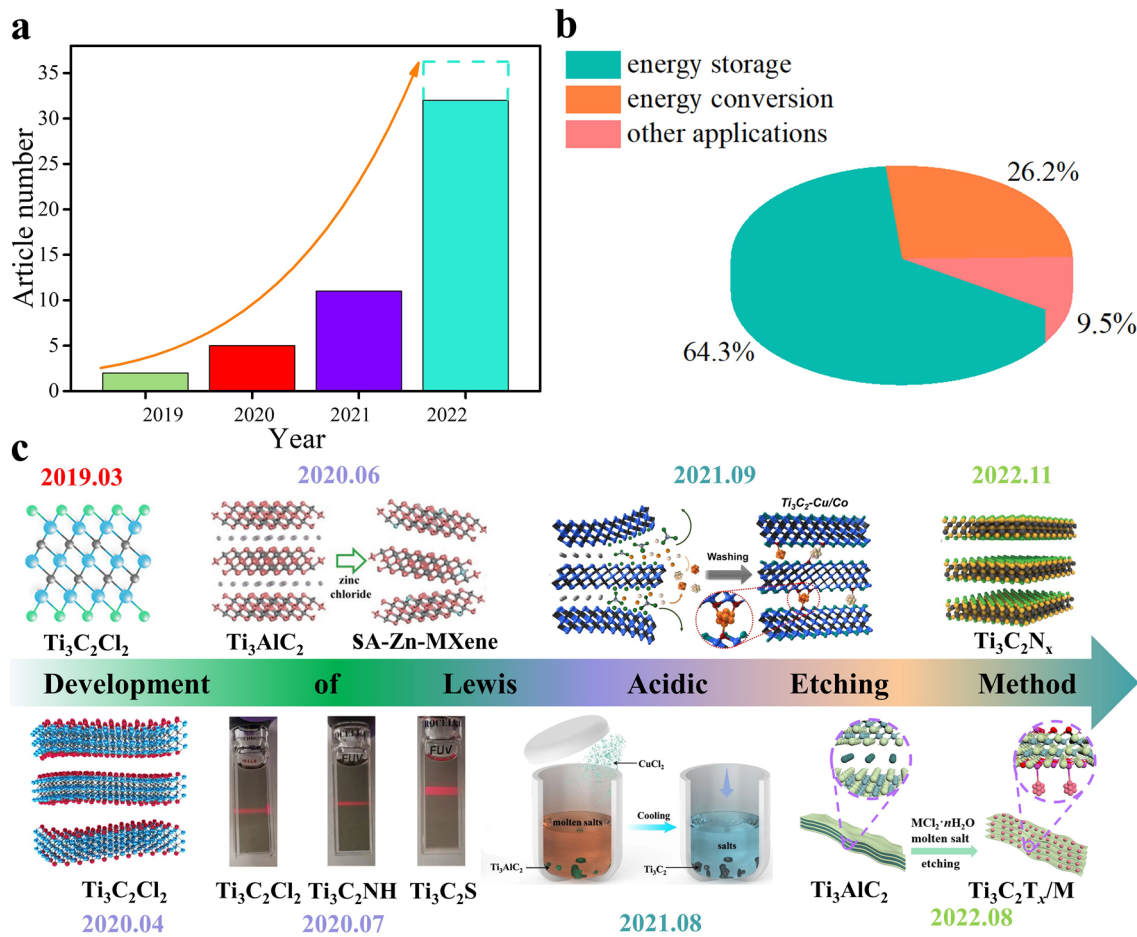 a
35
30
25
20
15
10
5
0
Article number
2019
2020
2021
2022
Year
b
energy storage
energy conversion
other applications
26.2%
9.5%
64.3%
c
2019.03
2020.06
2021.09
2022.11
Ti₃C₂-Cu/Co
Washing
zinc
chloride
Ti₃C₂Cl₂
Ti₃AlC₂
SA-Zn-MXene
Ti₃C₂Nₓ
Development of Lewis Acidic Etching Method
FUV
FUV
CuCl₂
molten salts
Cooling
salts
Ti₃AlC₂
Ti₃C₂
MCl₂·nH₂O
molten salt
etching
Ti₃C₂Cl₂
Ti₃C₂Cl₂
Ti₃C₂NH
Ti₃C₂S
Ti₃AlC₂
Ti₃C₂Tₓ/M
2020.04
2020.07
2021.08
2022.08